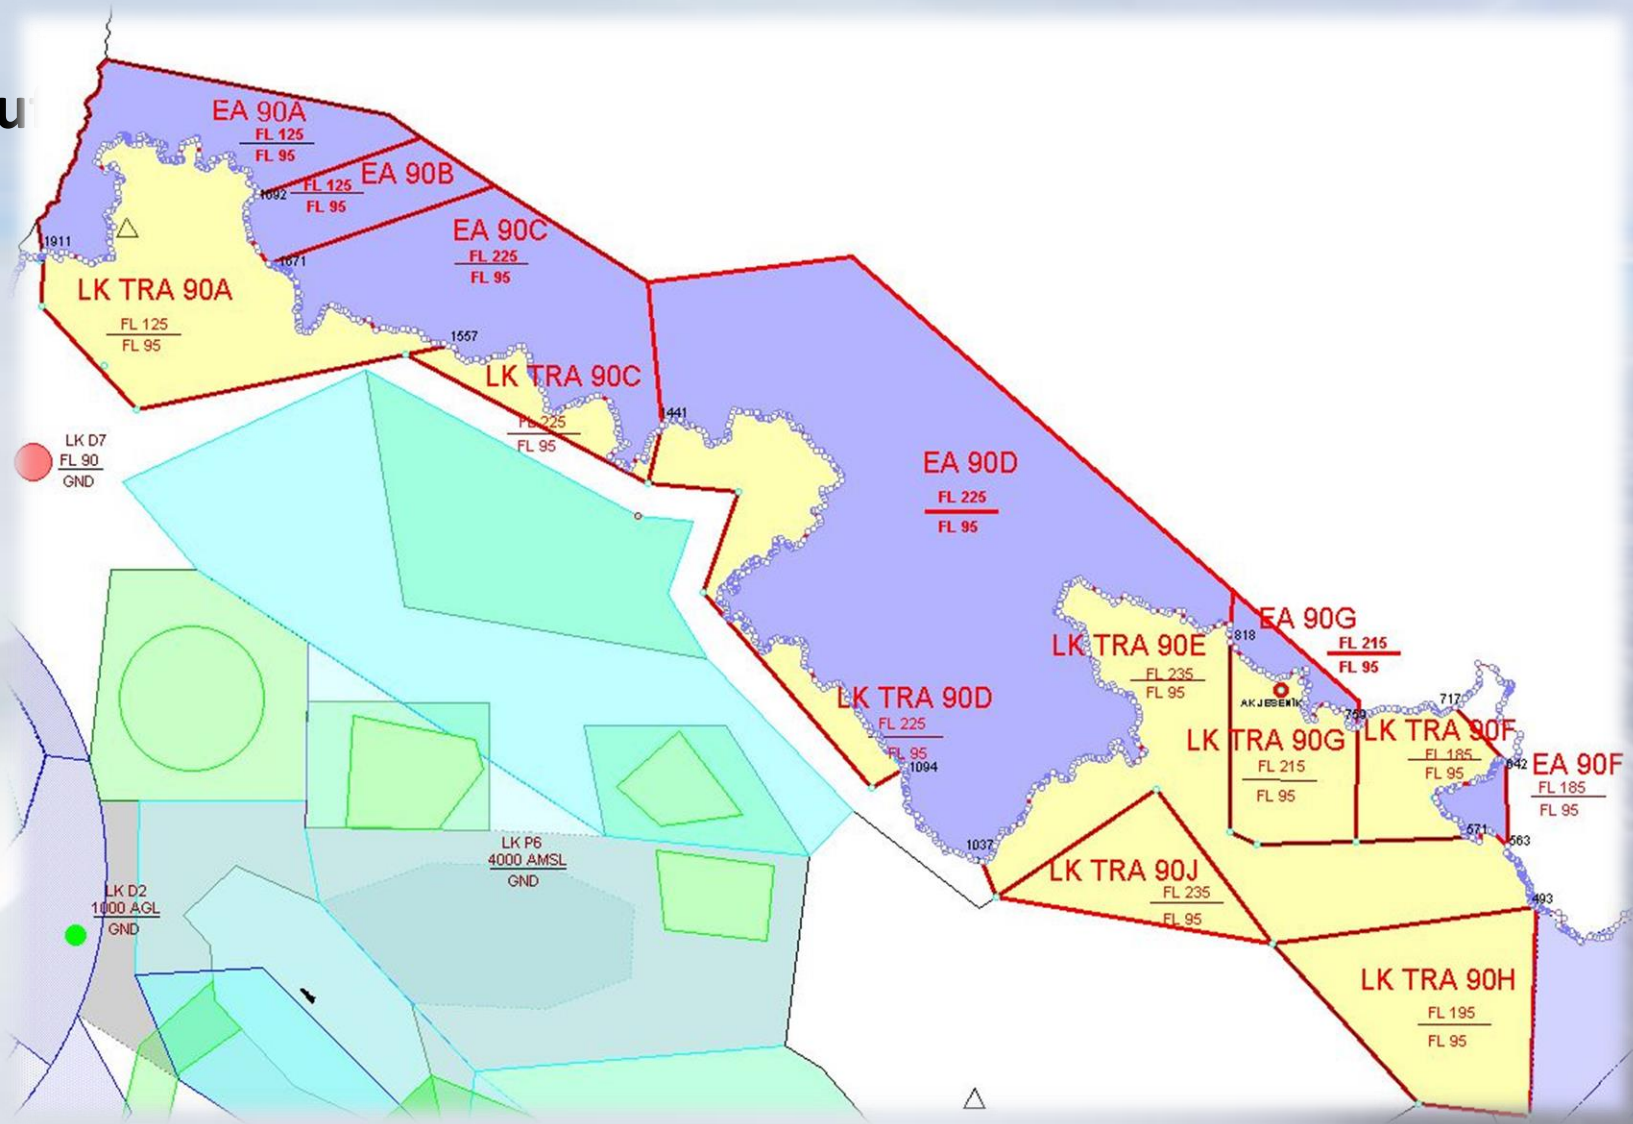 EA 90A
FL 125
FL 95
EA 90B
FL 125
FL 95
1692
EA 90C
FL 225
FL 95
1911
1671
LK TRA 90A
FL 125
FL 95
1557
LK TRA 90C
FL 225
FL 95
1441
LK D7
FL 90
GND
EA 90D
FL 225
FL 95
EA 90G
FL 215
FL 95
818
LK TRA 90E
FL 235
FL 95
AKJESENIK
LK TRA 90D
FL 225
FL 95
1094
759
717
LK TRA 90F
FL 185
FL 95
LK TRA 90G
FL 215
FL 95
642
EA 90F
FL 185
FL 95
571
563
1037
LK P6
4000 AMSL
GND
LK TRA 90J
FL 235
FL 95
LK D2
1000 AGL
GND
493
LK TRA 90H
FL 195
FL 95